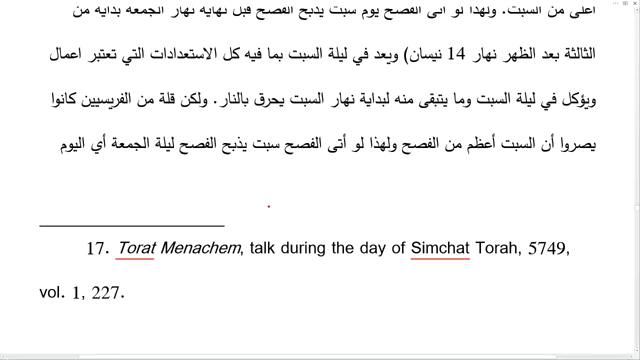 أعلى من السبت. ولهذا لو أتى الفصح يوم سبت يذبح الفصح قبل نهاية نهار الجمعة بداية من
الثالثة بعد الظهر نهار 14 نيسان) ويعد في ليلة السبت بما فيه كل الاستعدادات التي تعتبر اعمال
ويؤكل في ليلة السبت وما يتبقى منه لبداية نهار السبت يحرق بالنار. ولكن قلة من الفريسيين كانوا
يصروا أن السبت أعظم من الفصح ولهذا لو أتى الفصح سبت يذبح الفصح ليلة الجمعة أي اليوم
17. Torat Menachem, talk during the day of Simchat Torah, 5749,
vol. 1, 227.